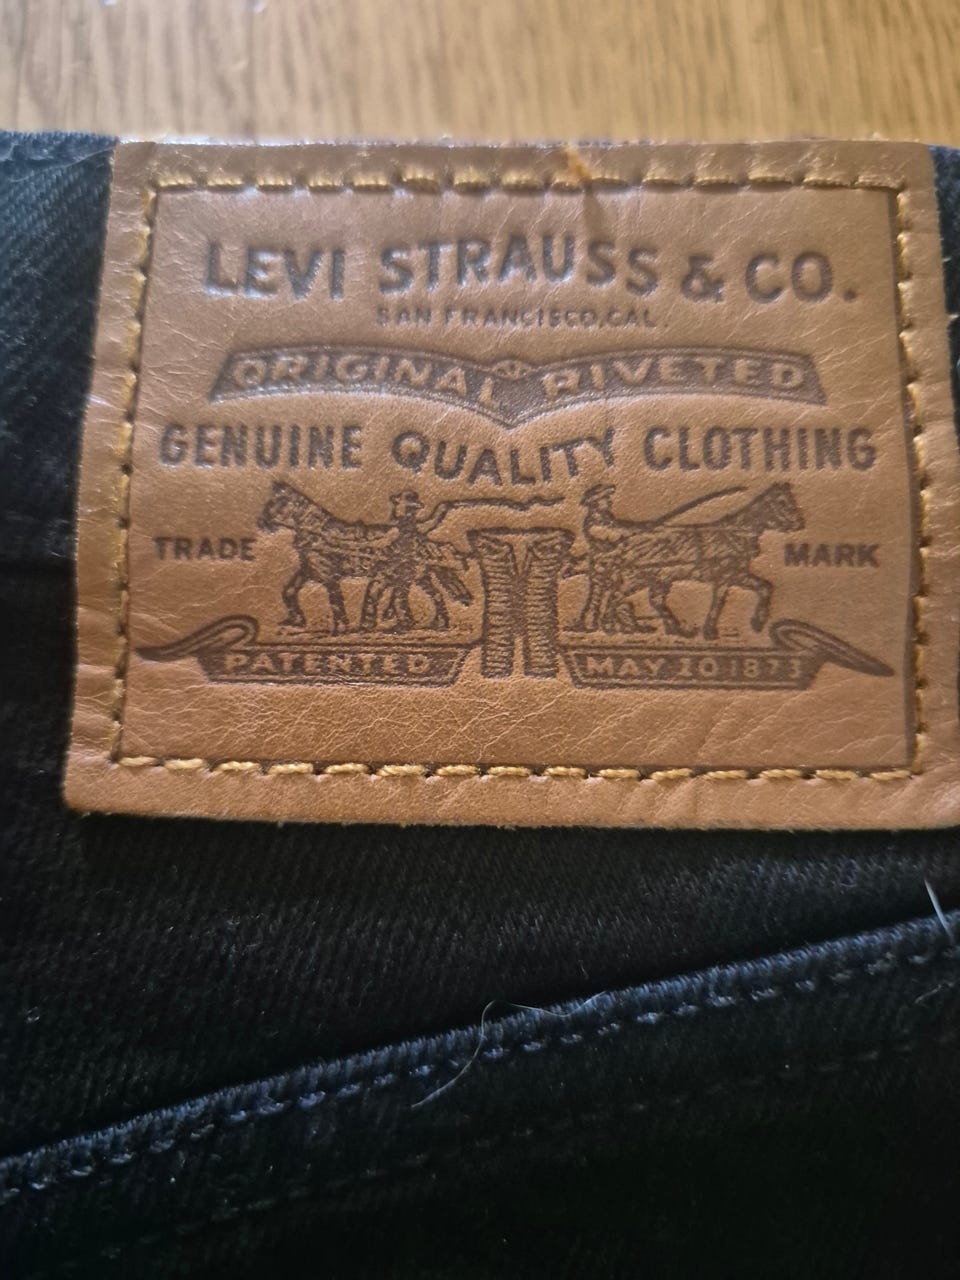 LEVI STRAUSS & CO.
SAN FRANCISCO, CAL.
ORIGINAL RIVETED
GENUINE QUALITY CLOTHING
TRADE MARK
PATENTED MAY 20 1873